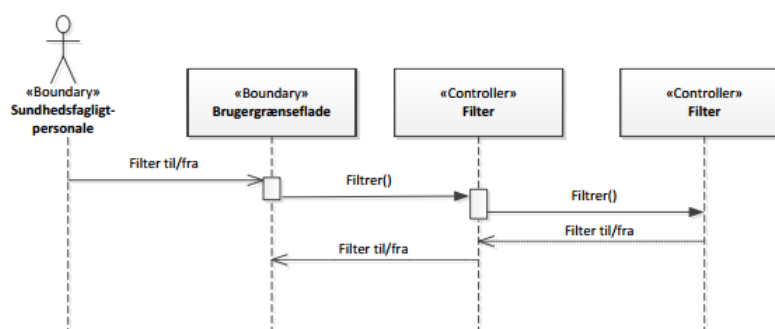 «Boundary»
Sundhedsfagligt-
personale
«Boundary»
Brugergrænseflade
«Controller»
Filter
«Controller»
Filter
Filter til/fra
Filtrer()
Filtrer()
Filter til/fra
Filter til/fra